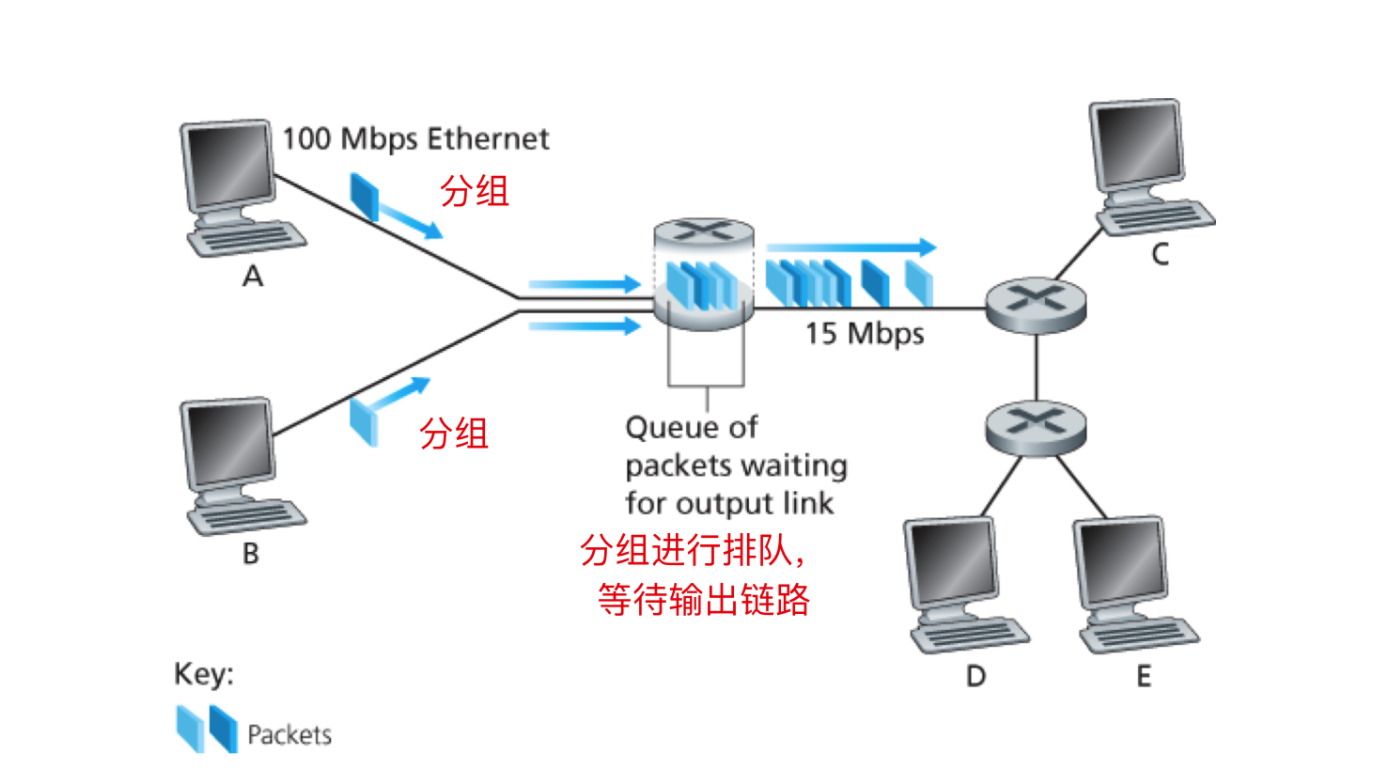 100 Mbps Ethernet
分组
A
C
15 Mbps
分组
B
Queue of
packets waiting
for output link
分组进行排队，
等待输出链路
D
E
Key:
Packets